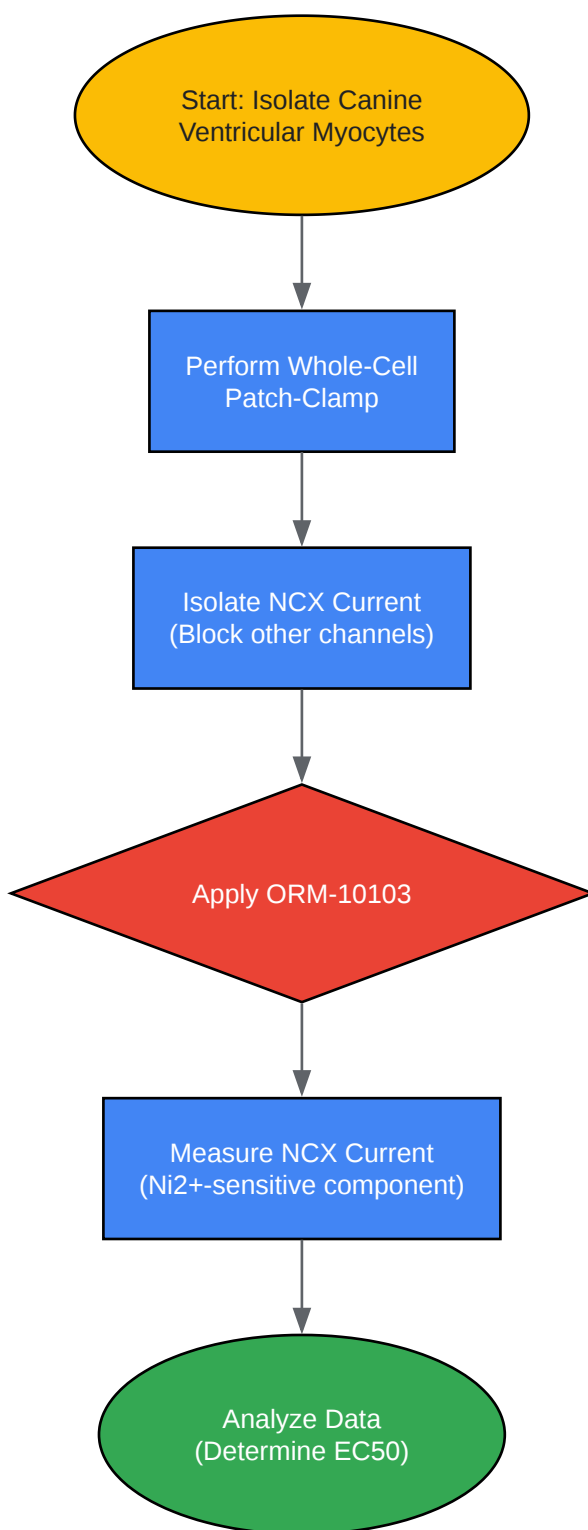 Start: Isolate Canine
Ventricular Myocytes
Perform Whole-Cell
Patch-Clamp
Isolate NCX Current
(Block other channels)
Apply ORM-10103
Measure NCX Current
(Ni2+-sensitive component)
Analyze Data
(Determine EC50)